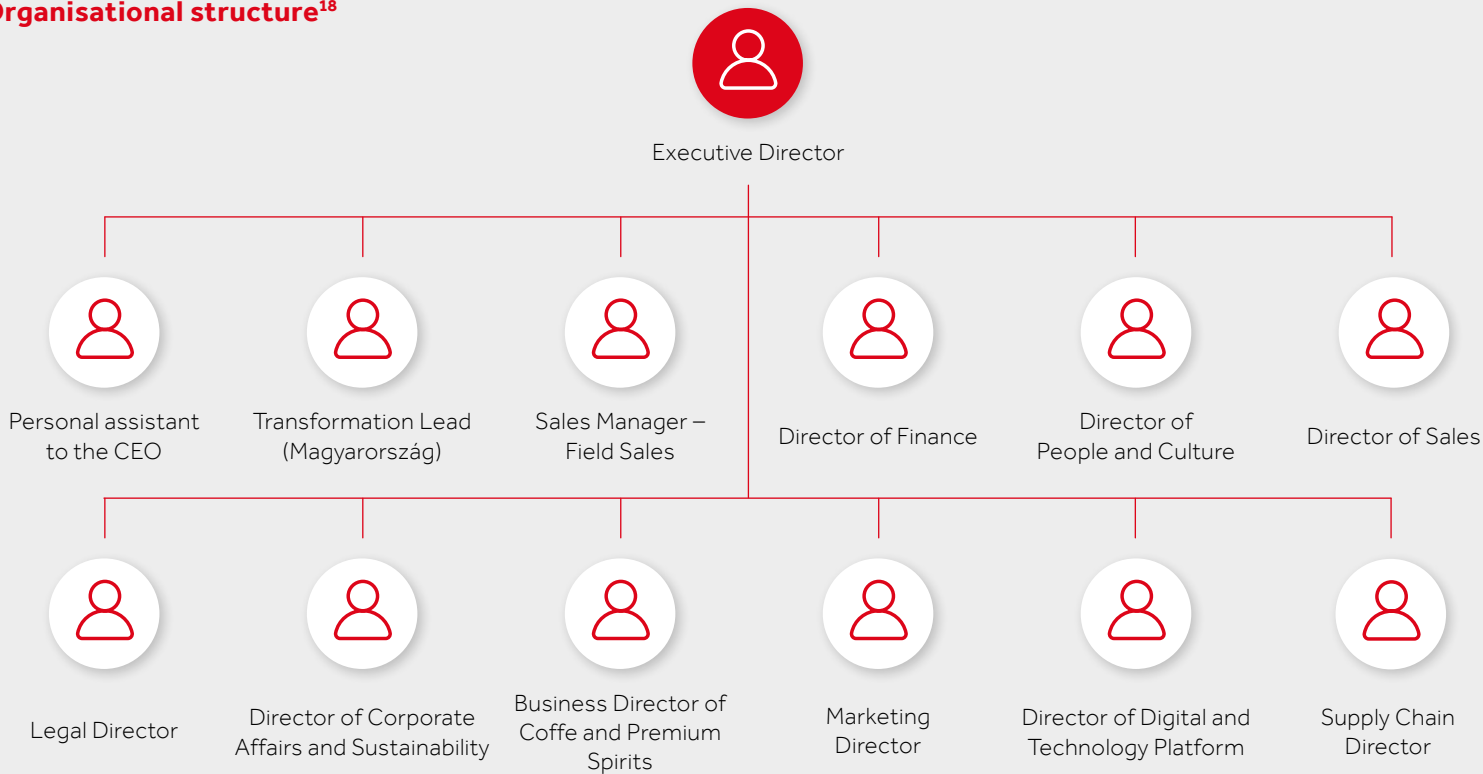 Organisational structure18
Executive Director
Personal assistant
to the CEO
Transformation Lead
(Magyarország)
Sales Manager –
Field Sales
Director of Finance
Director of
People and Culture
Director of Sales
Legal Director
Director of Corporate
Affairs and Sustainability
Business Director of
Coffe and Premium
Spirits
Marketing
Director
Director of Digital and
Technology Platform
Supply Chain
Director